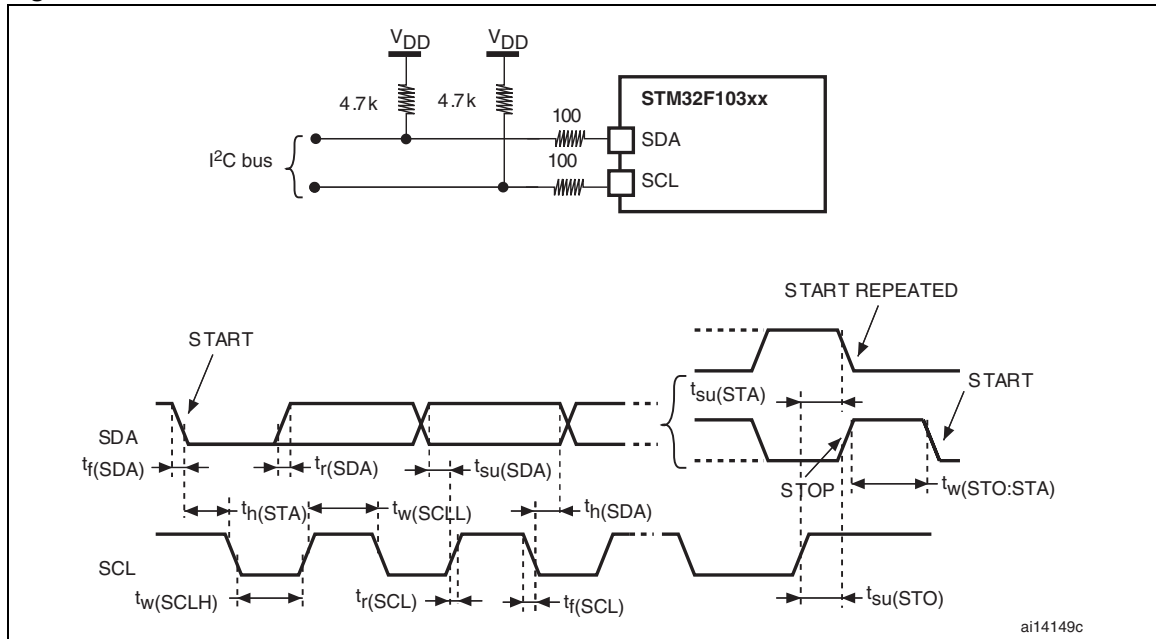 VDD VDD
4.7k 4.7k
STM32F103xx
100
SDA
I²C bus
100
SCL
START REPEATED
START
tsu(STA)
START
SDA
tf(SDA) tr(SDA) tsu(SDA)
STOP
tw(STO:STA)
th(STA) tw(SCLL) th(SDA)
SCL
tw(SCLH) tr(SCL) tf(SCL) tsu(STO)
ai14149c